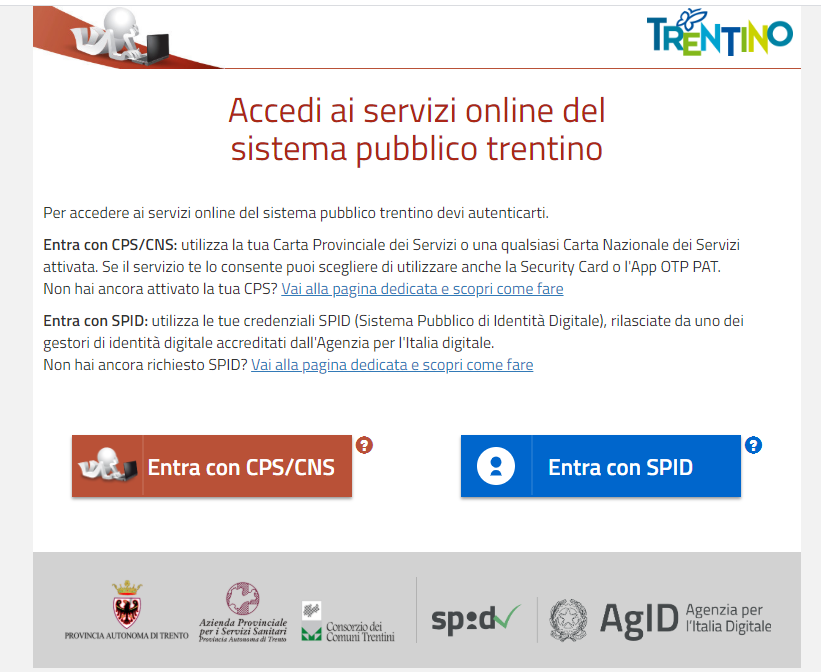 TRENTINO
Accedi ai servizi online del
sistema pubblico trentino
Per accedere ai servizi online del sistema pubblico trentino devi autenticarti.
Entra con CPS/CNS: utilizza la tua Carta Provinciale dei Servizi o una qualsiasi Carta Nazionale dei Servizi
attivata. Se il servizio te lo consente puoi scegliere di utilizzare anche la Security Card o l'App OTP PAT.
Non hai ancora attivato la tua CPS? Vai alla pagina dedicata e scopri come fare
Entra con SPID: utilizza le tue credenziali SPID (Sistema Pubblico di Identità Digitale), rilasciate da uno dei
gestori di identità digitale accreditati dall'Agenzia per l'Italia digitale.
Non hai ancora richiesto SPID? Vai alla pagina dedicata e scopri come fare
Entra con CPS/CNS ?
Entra con SPID ?
PROVINCIA AUTONOMA DI TRENTO
Azienda Provinciale
per i Servizi Sanitari
Provincia Autonoma di Trento
Consorzio dei
Comuni Trentini
spid
AgID
Agenzia per
l'Italia Digitale